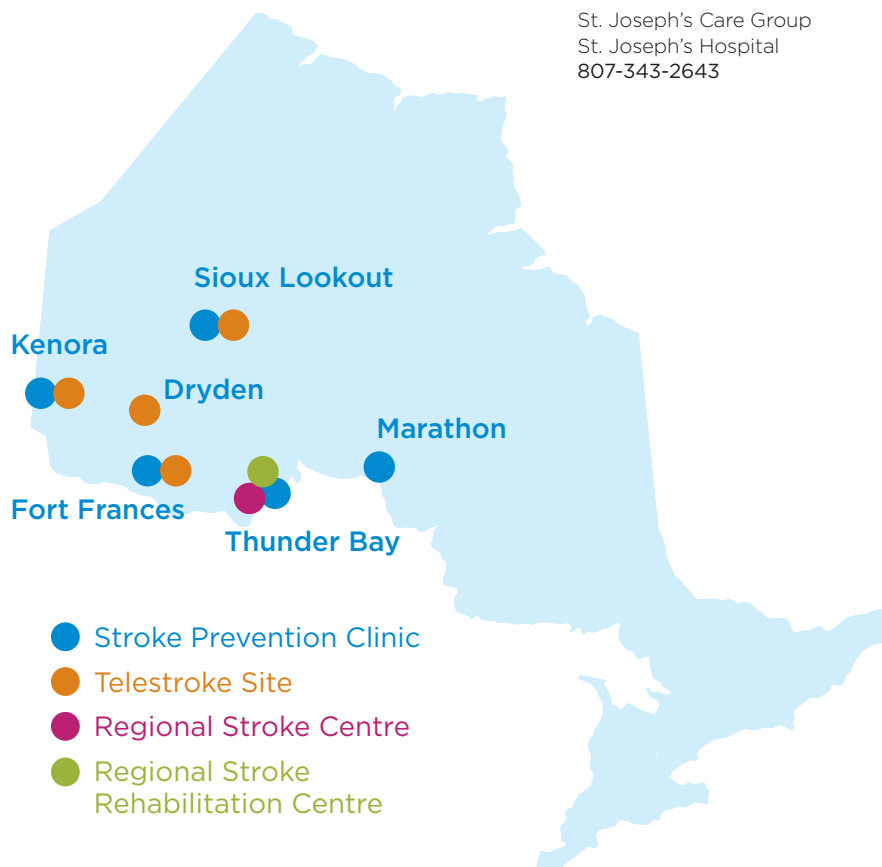 St. Joseph’s Care Group
St. Joseph’s Hospital
807-343-2643
Sioux Lookout
Kenora
Dryden
Marathon
Fort Frances
Thunder Bay
Stroke Prevention Clinic
Telestroke Site
Regional Stroke Centre
Regional Stroke
Rehabilitation Centre